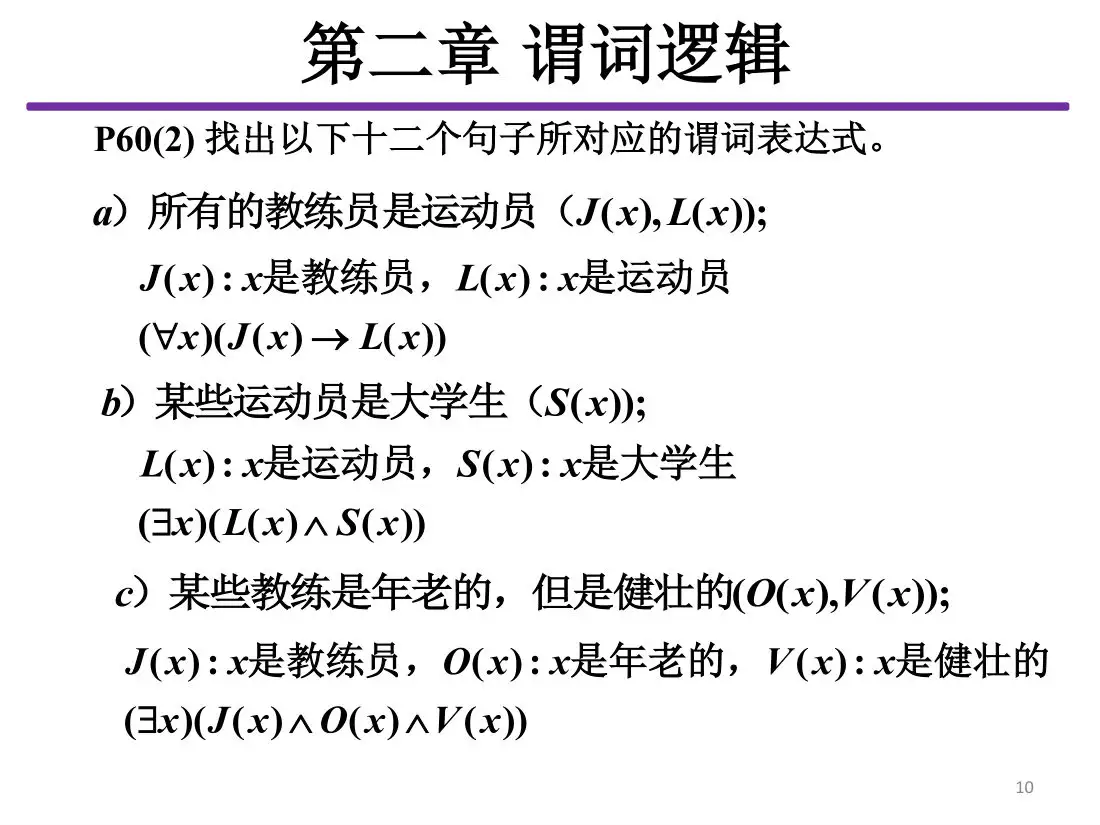 第二章 谓词逻辑
P60(2) 找出以下十二个句子所对应的谓词表达式。
a）所有的教练员是运动员（J(x), L(x));
J(x) : x是教练员，L(x) : x是运动员
(∀x)(J(x) → L(x))
b）某些运动员是大学生（S(x));
L(x) : x是运动员，S(x) : x是大学生
(∃x)(L(x) ∧ S(x))
c）某些教练是年老的，但是健壮的(O(x),V(x));
J(x) : x是教练员，O(x) : x是年老的，V(x) : x是健壮的
(∃x)(J(x) ∧ O(x) ∧ V(x))
10